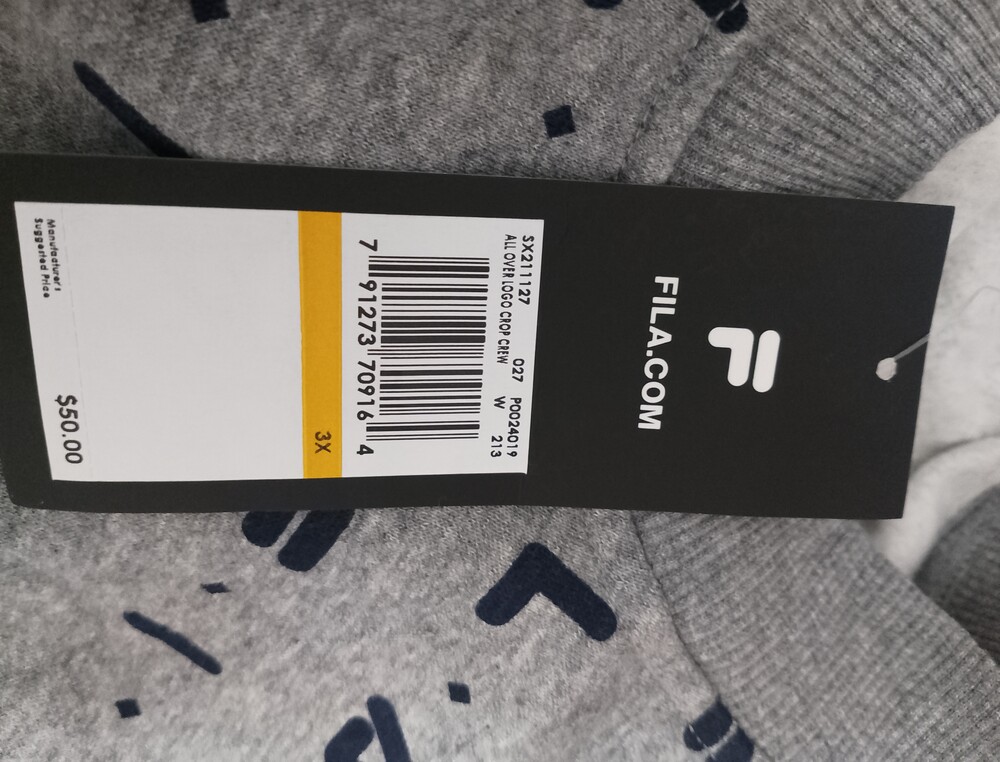 FILA.COM
SX211127 027 P0024019
ALL OVER LOGO CROP CREW W 213
7 91273 70916 4
3X
Manufacturer's
Suggested Price
$50.00